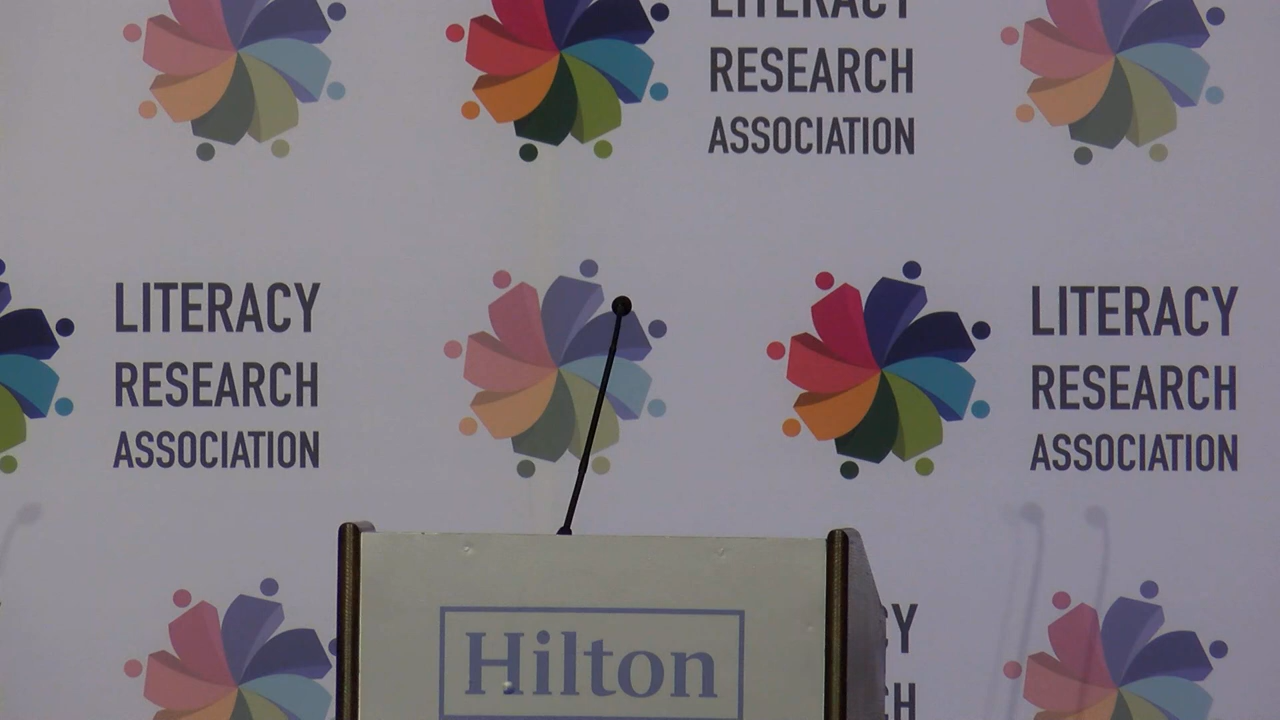 LITERACY
RESEARCH
ASSOCIATION
LITERACY
RESEARCH
ASSOCIATION
LITERACY
RESEARCH
ASSOCIATION
Hilton